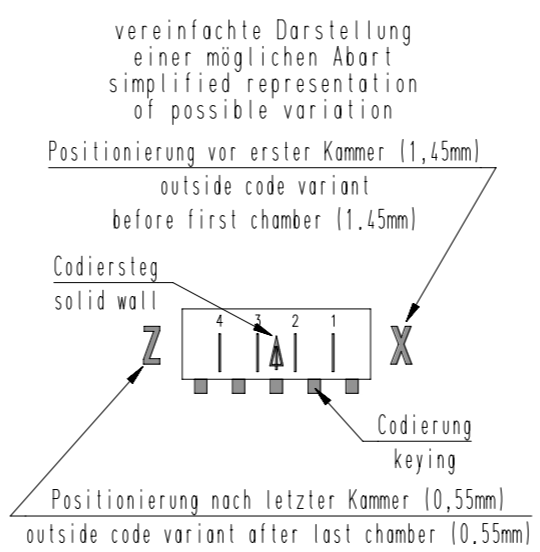 vereinfachte Darstellung
einer möglichen Abart
simplified representation
of possible variation
Positionierung vor erster Kammer (1,45mm)
outside code variant
before first chamber (1,45mm)
Codiersteg
solid wall
4 3 2 1
Z X
Codierung
keying
Positionierung nach letzter Kammer (0,55mm)
outside code variant after last chamber (0,55mm)